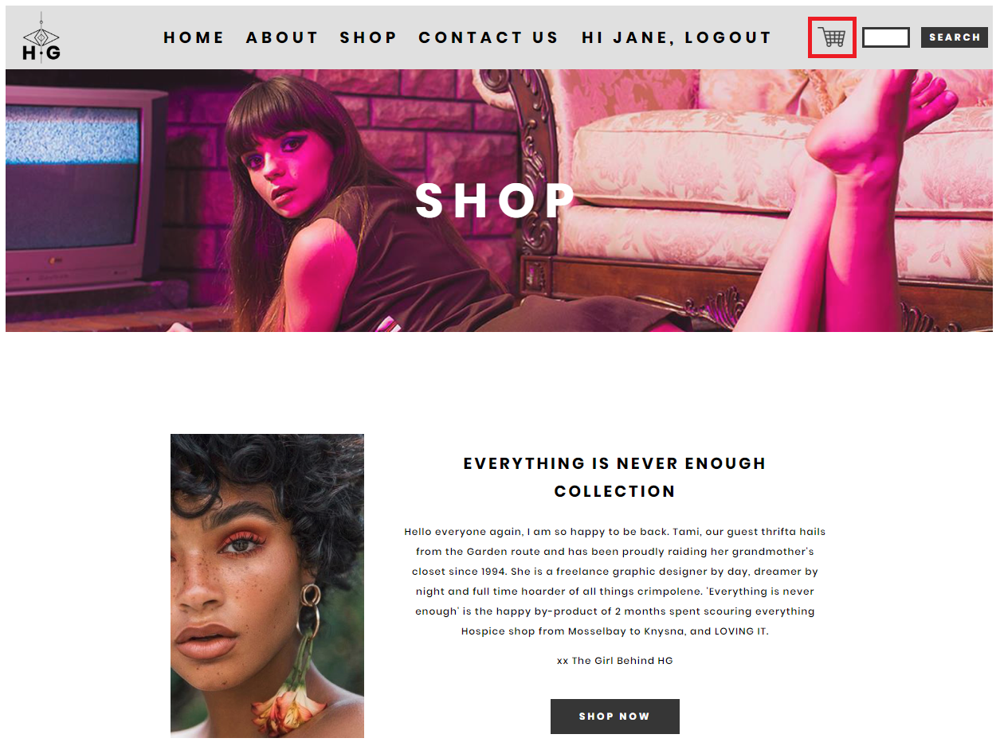 H·G
HOME ABOUT SHOP CONTACT US HI JANE, LOGOUT
SEARCH
SHOP
EVERYTHING IS NEVER ENOUGH
COLLECTION
Hello everyone again, I am so happy to be back. Tami, our guest thrifta hails
from the Garden route and has been proudly raiding her grandmother's
closet since 1994. She is a freelance graphic designer by day, dreamer by
night and full time hoarder of all things crimpolene. 'Everything is never
enough' is the happy by-product of 2 months spent scouring everything
Hospice shop from Mosselbay to Knysna, and LOVING IT.
xx The Girl Behind HG
SHOP NOW